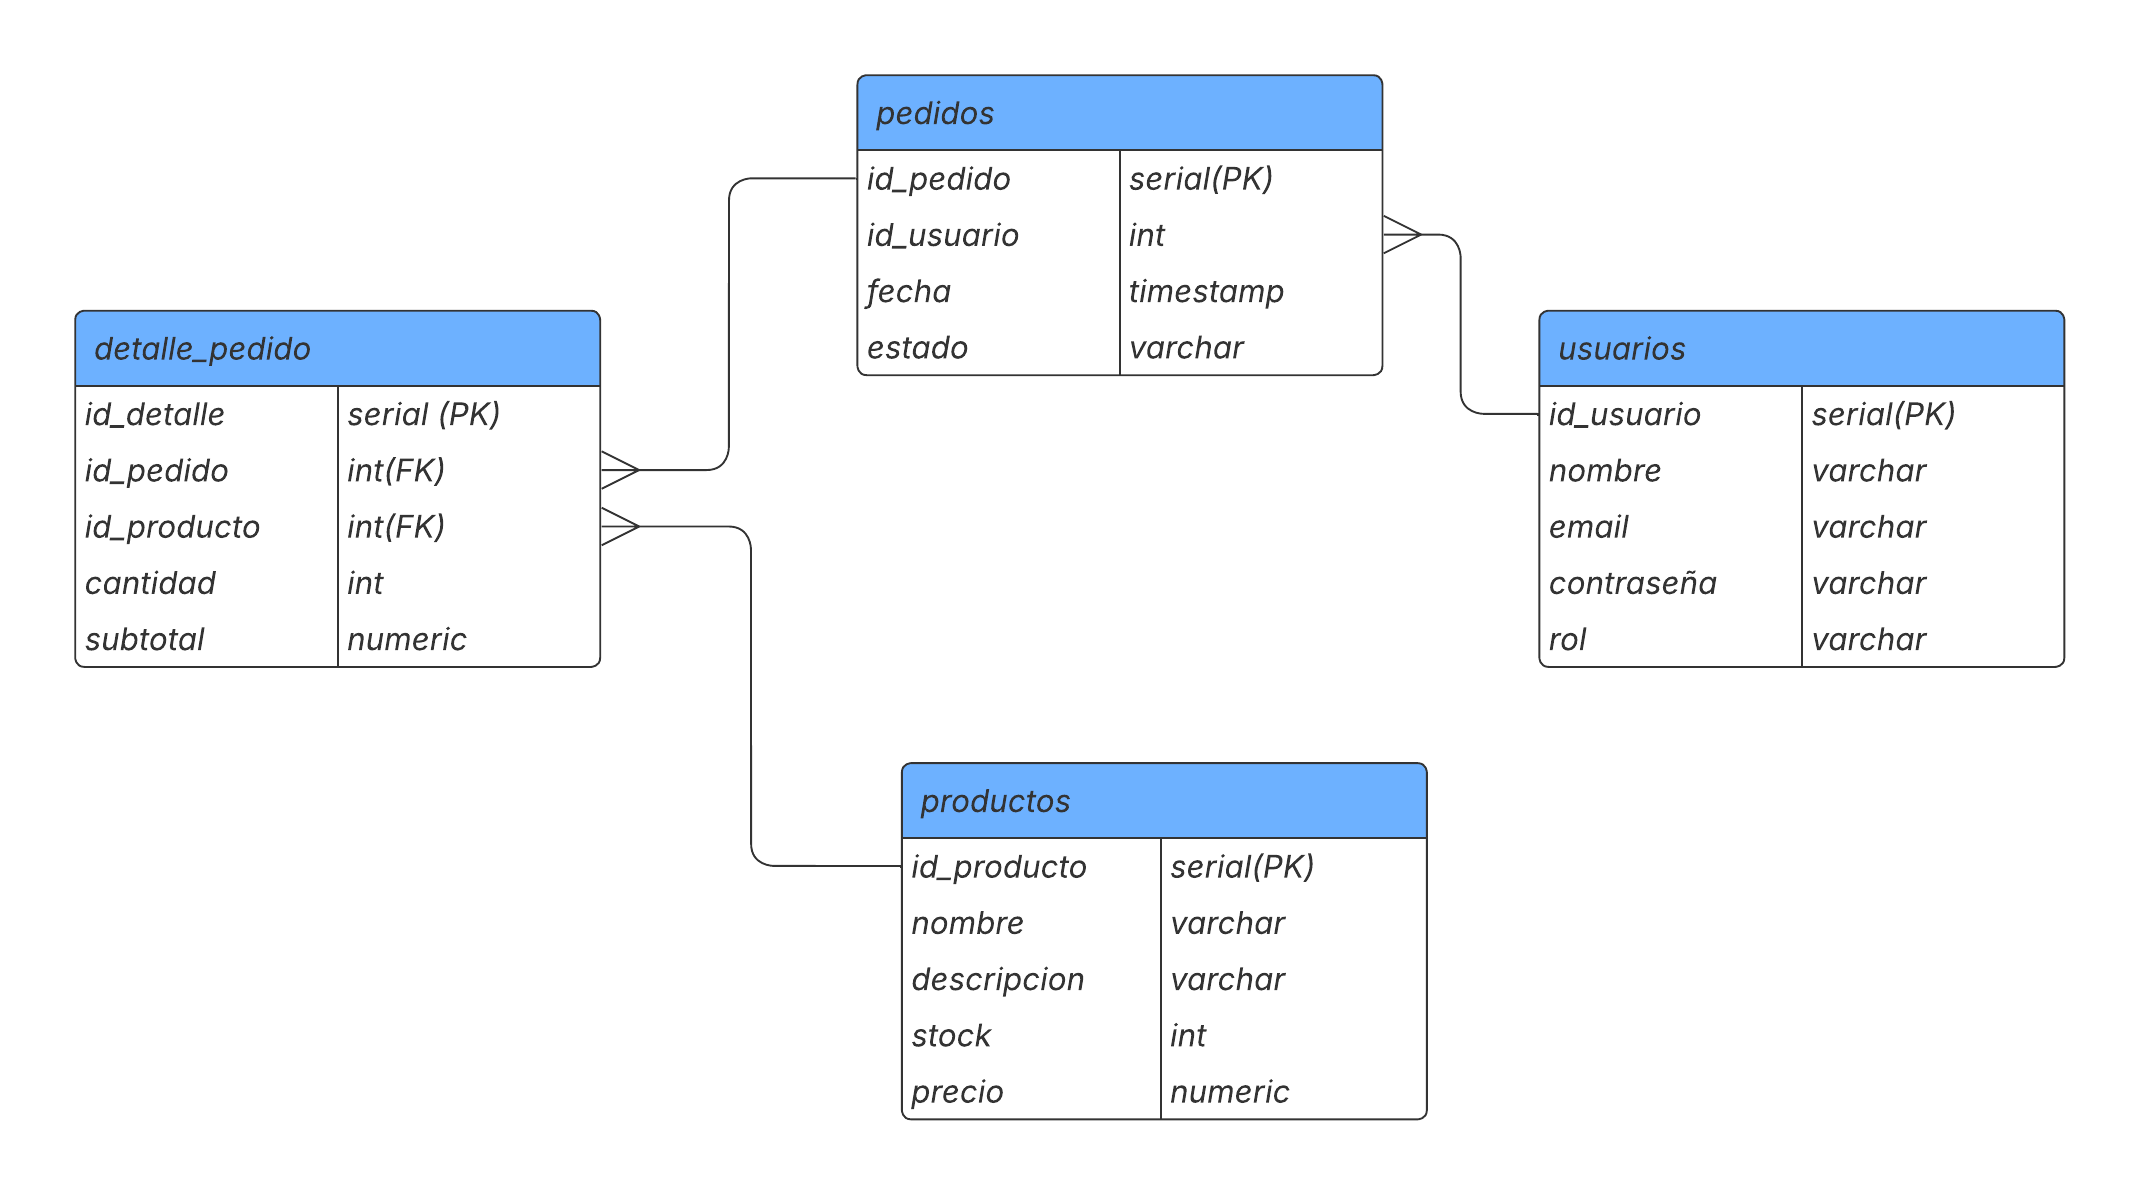 pedidos
id_pedido serial(PK)
id_usuario int
fecha timestamp
estado varchar
detalle_pedido
id_detalle serial (PK)
id_pedido int(FK)
id_producto int(FK)
cantidad int
subtotal numeric
usuarios
id_usuario serial(PK)
nombre varchar
email varchar
contraseña varchar
rol varchar
productos
id_producto serial(PK)
nombre varchar
descripcion varchar
stock int
precio numeric